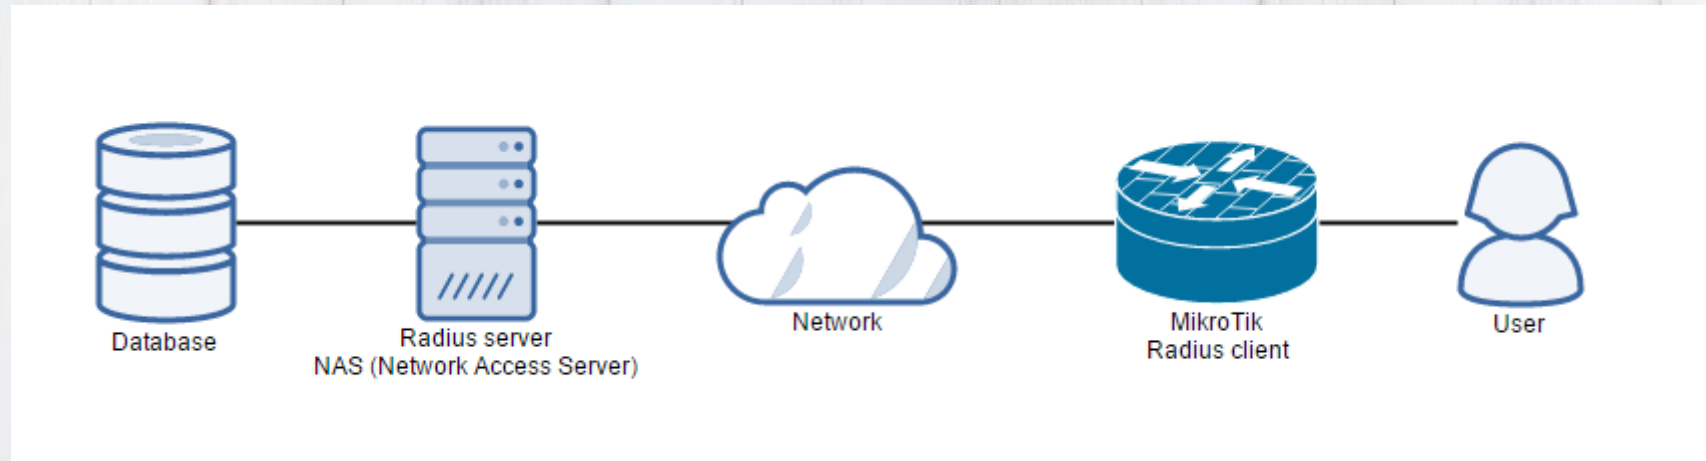 Database
Radius server
NAS (Network Access Server)
Network
MikroTik
Radius client
User